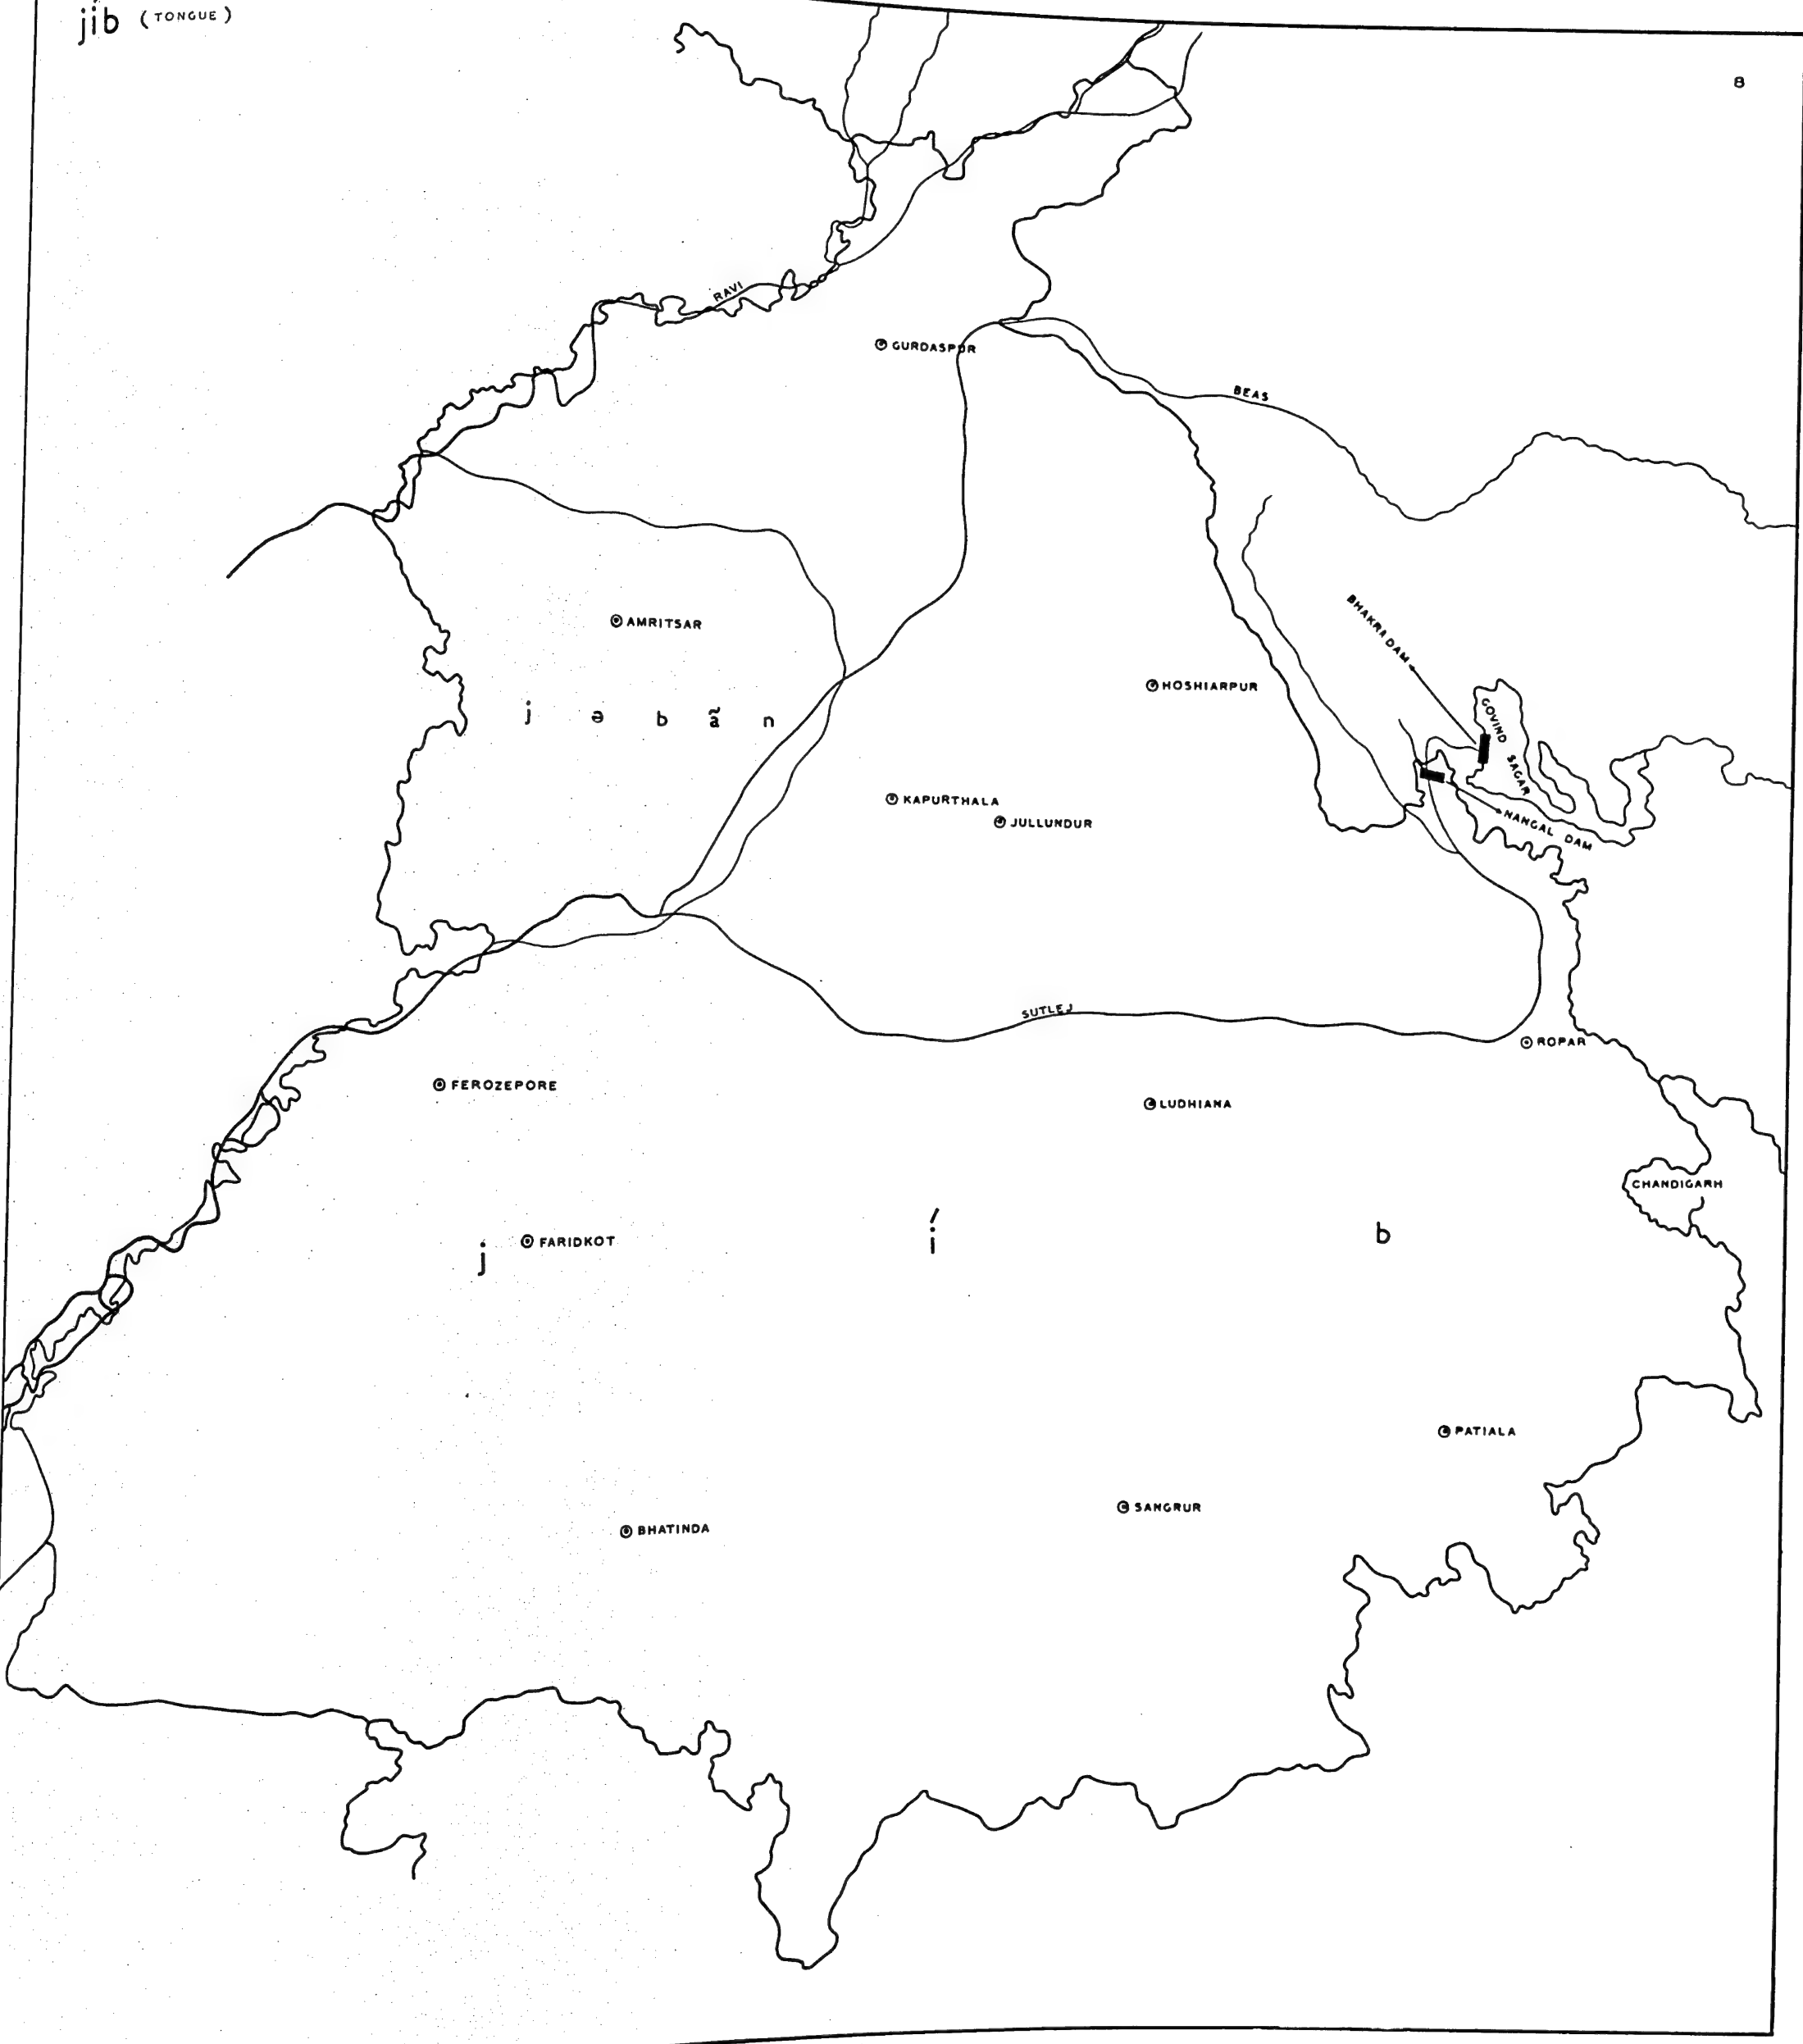 jíb (TONGUE)
8
RAVI
GURDASPUR
BEAS
BHAKRA DAM
AMRITSAR
HOSHIARPUR
GOVIND SAGAR
j ə b ã n
KAPURTHALA
JULLUNDUR
NANGAL DAM
SUTLEJ
ROPAR
FEROZEPORE
LUDHIANA
CHANDIGARH
j í b
FARIDKOT
PATIALA
SANGRUR
BHATINDA